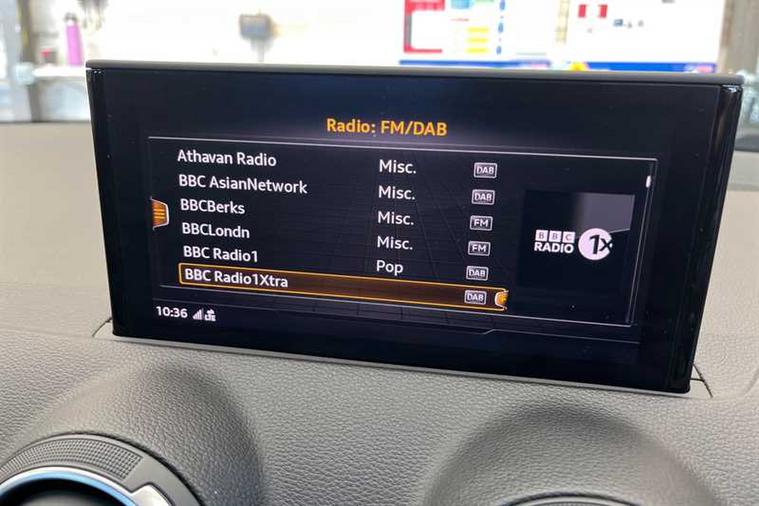 Radio: FM/DAB
Athavan Radio Misc. DAB
BBC AsianNetwork Misc. DAB
BBCBerks Misc. FM
BBCLondn Misc. FM
BBC Radio1 Pop DAB
BBC Radio1Xtra DAB
BBC
RADIO 1X
10:36 LTE